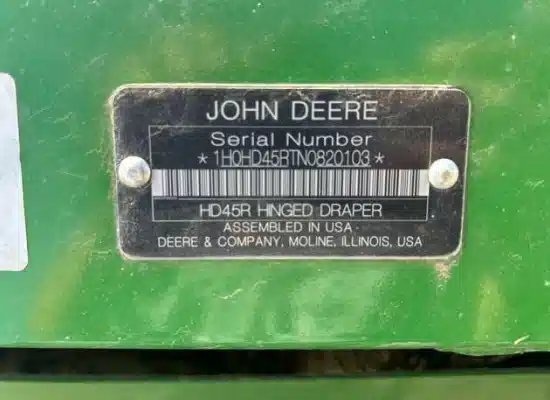 JOHN DEERE
Serial Number
* 1H0HD45RTN0820103 *
HD45R HINGED DRAPER
ASSEMBLED IN USA
DEERE & COMPANY, MOLINE, ILLINOIS, USA